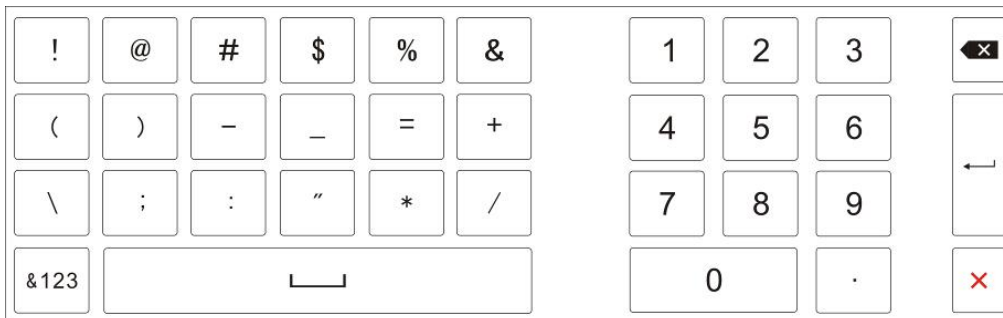 ! @ # $ % & 1 2 3
( ) – _ = + 4 5 6
\ ; : " * / 7 8 9
&123 0 .